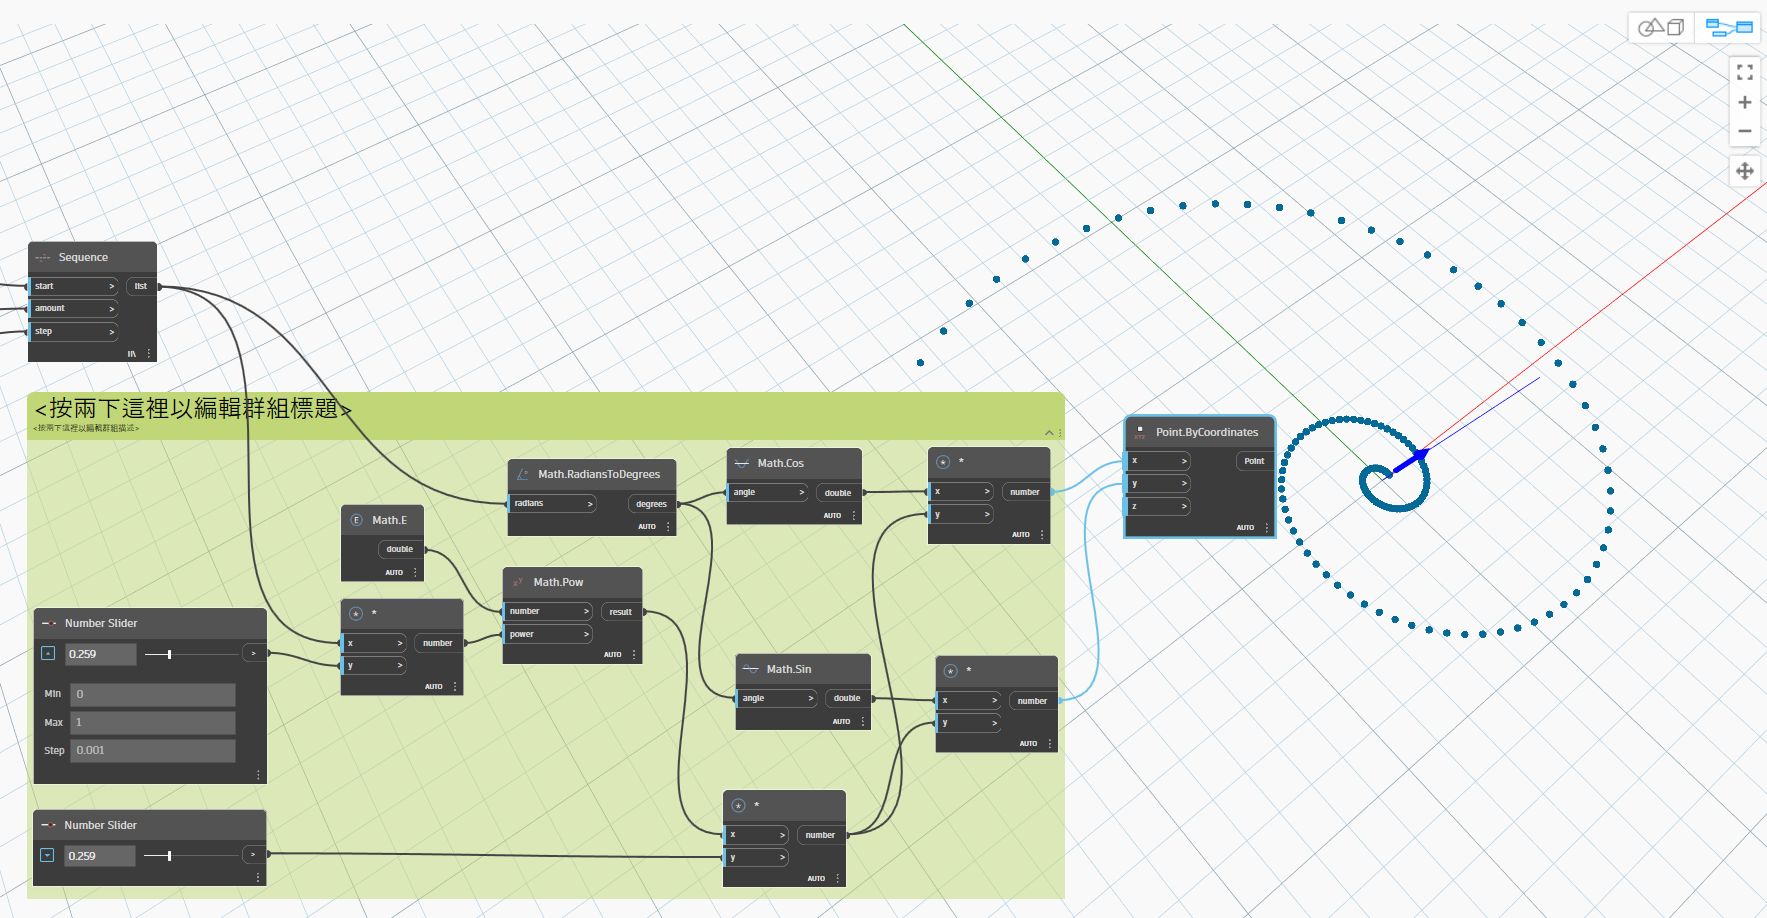 Sequence
start > list
amount >
step >
<按兩下這裡以編輯群組標題>
<按兩下這裡以編輯群組描述>
Math.RadiansToDegrees
radians > degrees
AUTO
Math.Cos
angle > double
AUTO
*
x > number
y >
AUTO
Point.ByCoordinates
x > Point
y >
z >
AUTO
Math.E
double
AUTO
Math.Pow
number > result
power >
AUTO
*
x > number
y >
AUTO
Number Slider
0.259 >
Min 0
Max 1
Step 0.001
Math.Sin
angle > double
AUTO
*
x > number
y >
AUTO
Number Slider
0.259 >
*
x > number
y >
AUTO